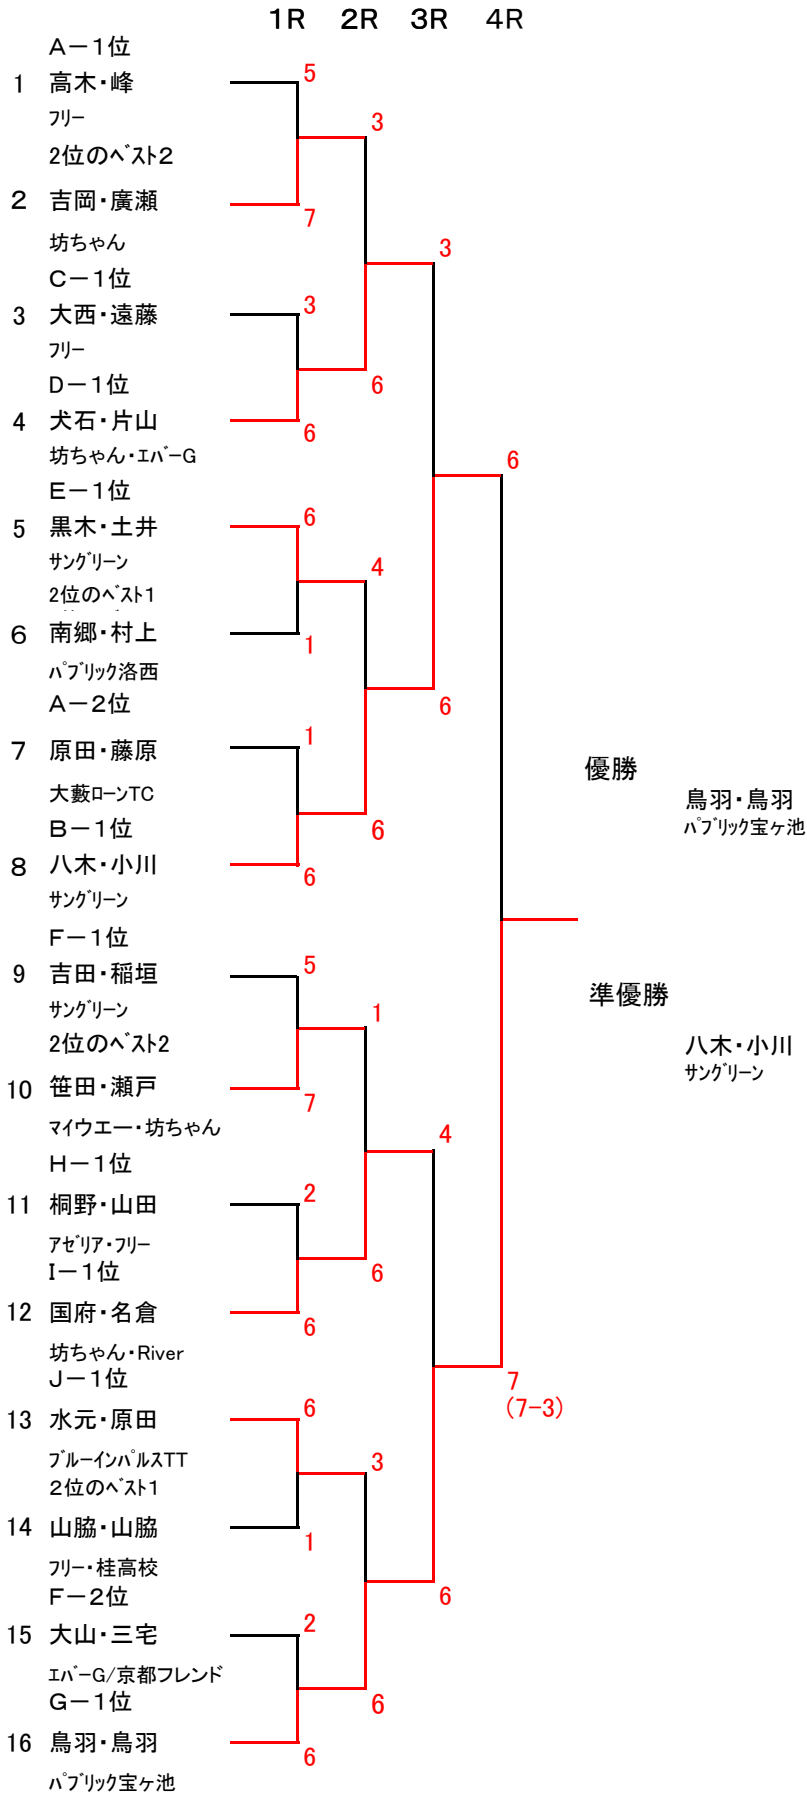 1R 2R 3R 4R
A－1位
1 高木・峰 5
フリー
3
2位のベスト2
2 吉岡・廣瀬
7
坊ちゃん
3
C－1位
3 大西・遠藤 3
フリー
D－1位 6
4 犬石・片山
6
坊ちゃん・エバーG 6
E－1位
5 黒木・土井 6
サングリーン 4
2位のベスト1
6 南郷・村上
1
パブリック洛西
A－2位 6
7 原田・藤原 1
優勝
大藪ローンTC
鳥羽・鳥羽
B－1位 6
パブリック宝ヶ池
8 八木・小川
6
サングリーン
F－1位
9 吉田・稲垣 5
準優勝
サングリーン 1
2位のベスト2
八木・小川
サングリーン
10 笹田・瀬戸
7
マイウエー・坊ちゃん
4
H－1位
11 桐野・山田 2
アゼリア・フリー
I－1位 6
12 国府・名倉
6
坊ちゃん・River
J－1位 7
(7-3)
13 水元・原田 6
ブルーインパルスTT 3
2位のベスト1
14 山脇・山脇
1
フリー・桂高校
F－2位 6
15 大山・三宅 2
エバーG/京都フレンド
G－1位 6
16 鳥羽・鳥羽
6
パブリック宝ヶ池